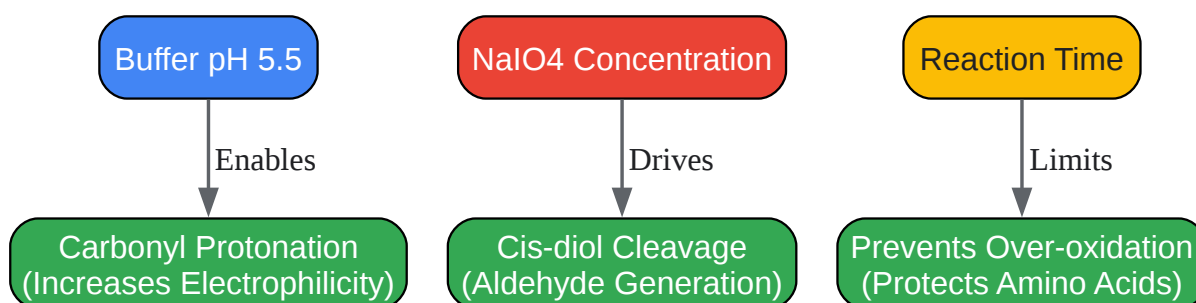 Buffer pH 5.5
NaIO4 Concentration
Reaction Time
Enables
Drives
Limits
Carbonyl Protonation
(Increases Electrophilicity)
Cis-diol Cleavage
(Aldehyde Generation)
Prevents Over-oxidation
(Protects Amino Acids)